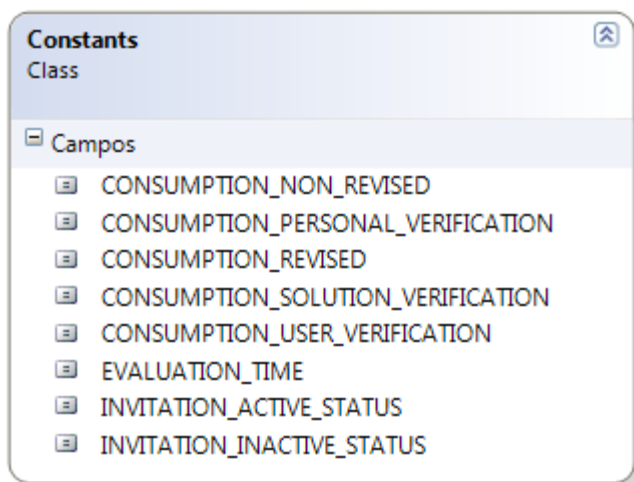 Constants
Class
Campos
CONSUMPTION_NON_REVISED
CONSUMPTION_PERSONAL_VERIFICATION
CONSUMPTION_REVISED
CONSUMPTION_SOLUTION_VERIFICATION
CONSUMPTION_USER_VERIFICATION
EVALUATION_TIME
INVITATION_ACTIVE_STATUS
INVITATION_INACTIVE_STATUS